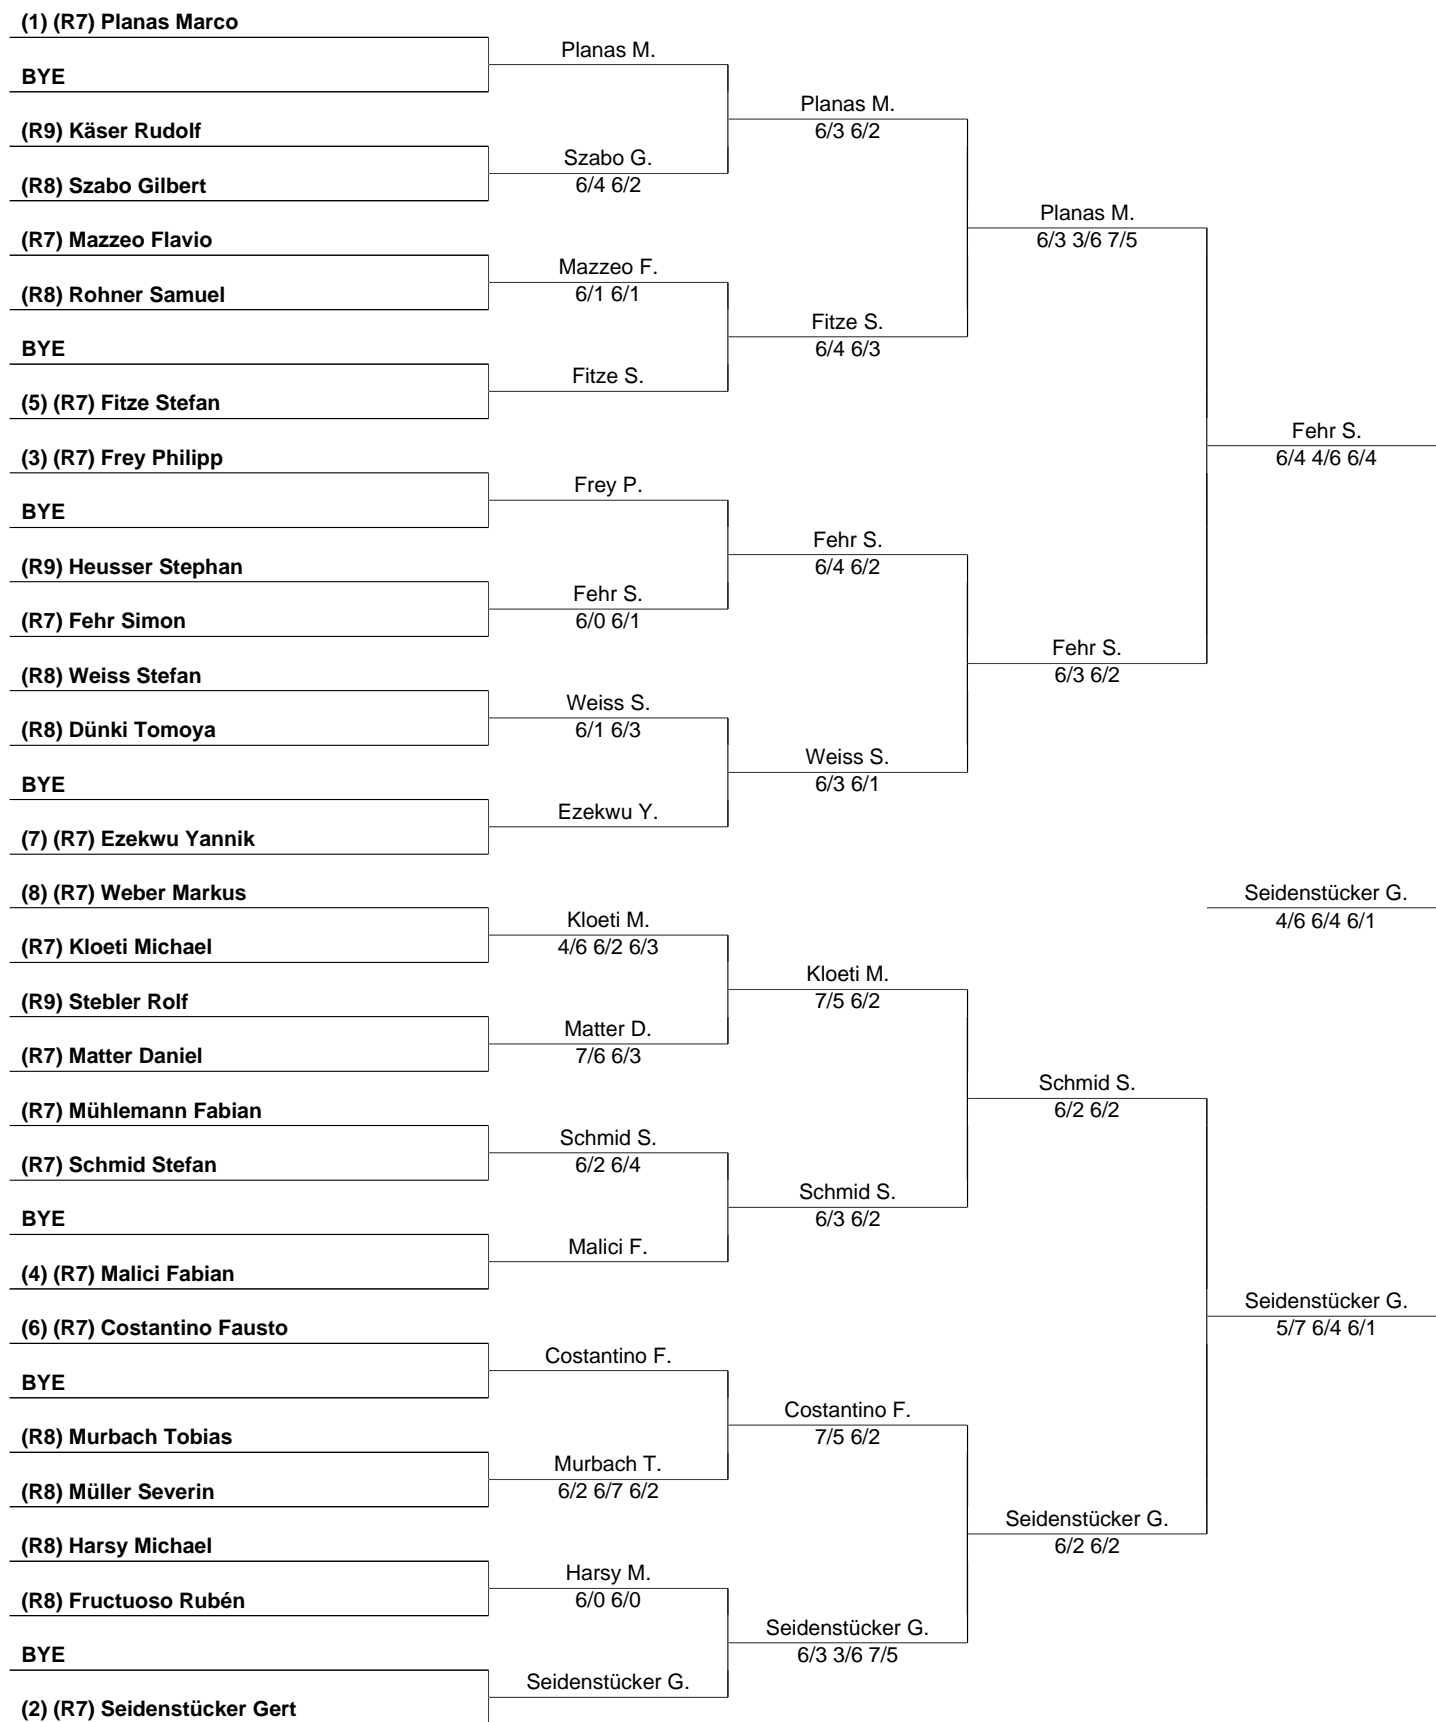 (1) (R7) Planas Marco
Planas M.
BYE
Planas M.
(R9) Käser Rudolf
6/3 6/2
Szabo G.
(R8) Szabo Gilbert
6/4 6/2
Planas M.
(R7) Mazzeo Flavio
6/3 3/6 7/5
Mazzeo F.
(R8) Rohner Samuel
6/1 6/1
Fitze S.
BYE
6/4 6/3
Fitze S.
(5) (R7) Fitze Stefan
Fehr S.
(3) (R7) Frey Philipp
6/4 4/6 6/4
Frey P.
BYE
Fehr S.
(R9) Heusser Stephan
6/4 6/2
Fehr S.
(R7) Fehr Simon
6/0 6/1
Fehr S.
(R8) Weiss Stefan
6/3 6/2
Weiss S.
(R8) Dünki Tomoya
6/1 6/3
Weiss S.
BYE
6/3 6/1
Ezekwu Y.
(7) (R7) Ezekwu Yannik
(8) (R7) Weber Markus
Seidenstücker G.
4/6 6/4 6/1
Kloeti M.
(R7) Kloeti Michael
4/6 6/2 6/3
Kloeti M.
(R9) Stebler Rolf
7/5 6/2
Matter D.
(R7) Matter Daniel
7/6 6/3
Schmid S.
(R7) Mühlemann Fabian
6/2 6/2
Schmid S.
(R7) Schmid Stefan
6/2 6/4
Schmid S.
BYE
6/3 6/2
Malici F.
(4) (R7) Malici Fabian
Seidenstücker G.
(6) (R7) Costantino Fausto
5/7 6/4 6/1
Costantino F.
BYE
Costantino F.
(R8) Murbach Tobias
7/5 6/2
Murbach T.
(R8) Müller Severin
6/2 6/7 6/2
Seidenstücker G.
(R8) Harsy Michael
6/2 6/2
Harsy M.
(R8) Fructuoso Rubén
6/0 6/0
Seidenstücker G.
BYE
6/3 3/6 7/5
Seidenstücker G.
(2) (R7) Seidenstücker Gert